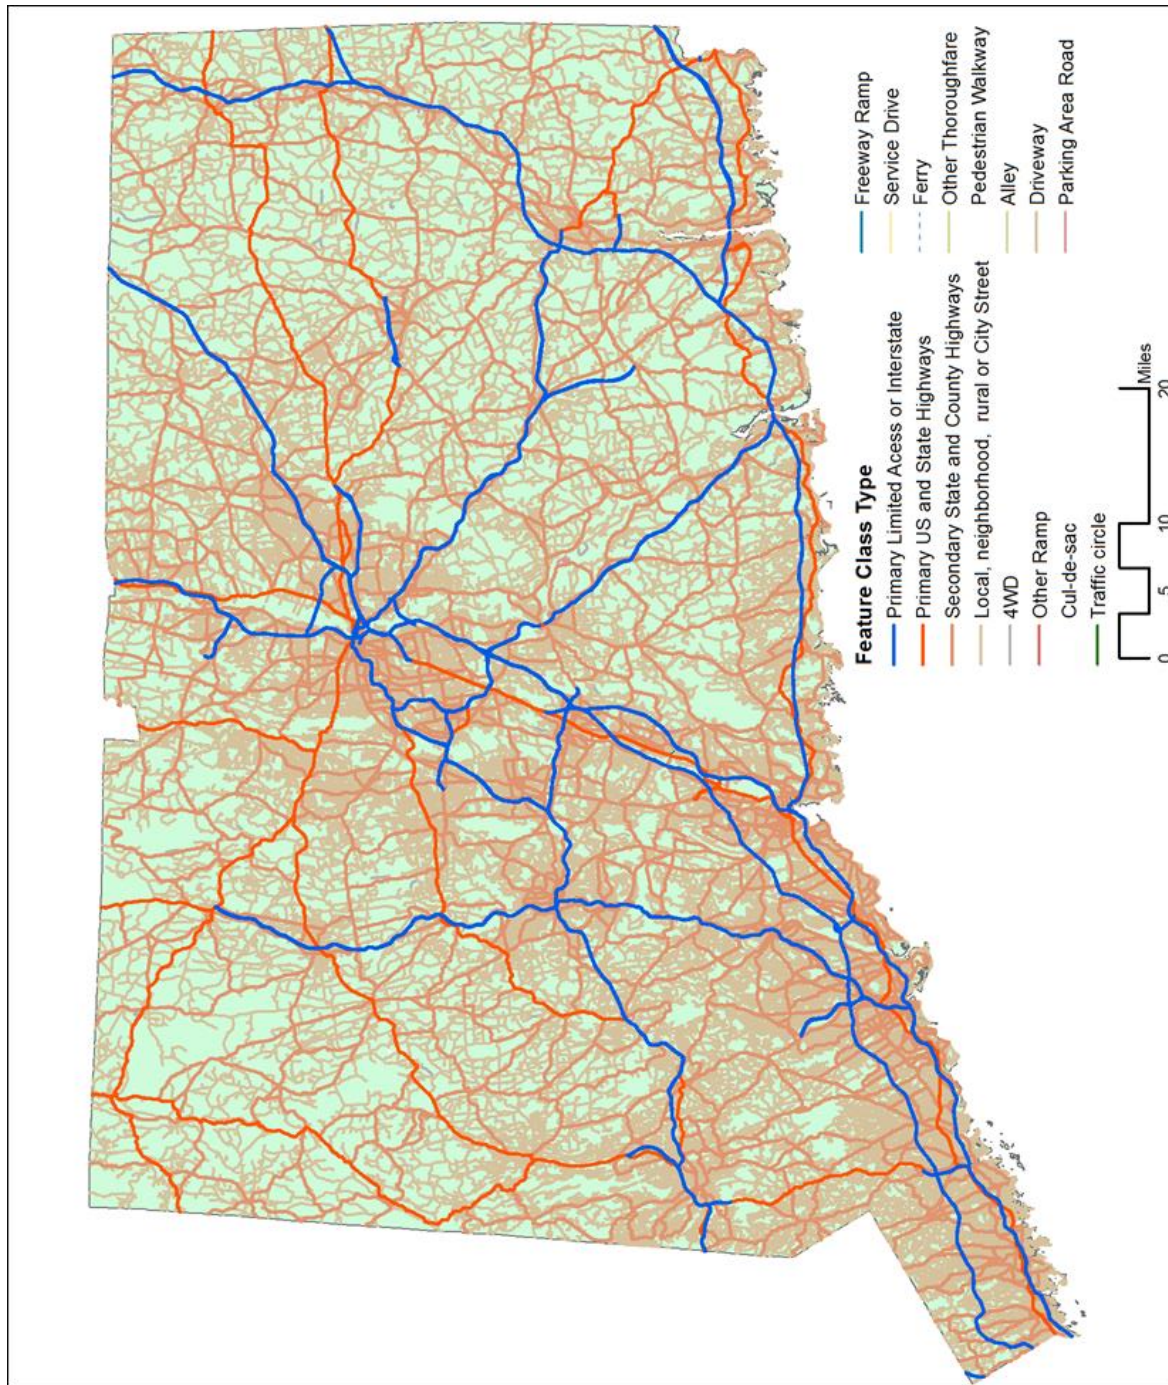 Feature Class Type
Primary Limited Acess or Interstate
Primary US and State Highways
Secondary State and County Highways
Local, neighborhood, rural or City Street
4WD
Other Ramp
Cul-de-sac
Traffic circle
Freeway Ramp
Service Drive
Ferry
Other Thoroughfare
Pedestrian Walkway
Alley
Driveway
Parking Area Road
0 5 10 20
Miles